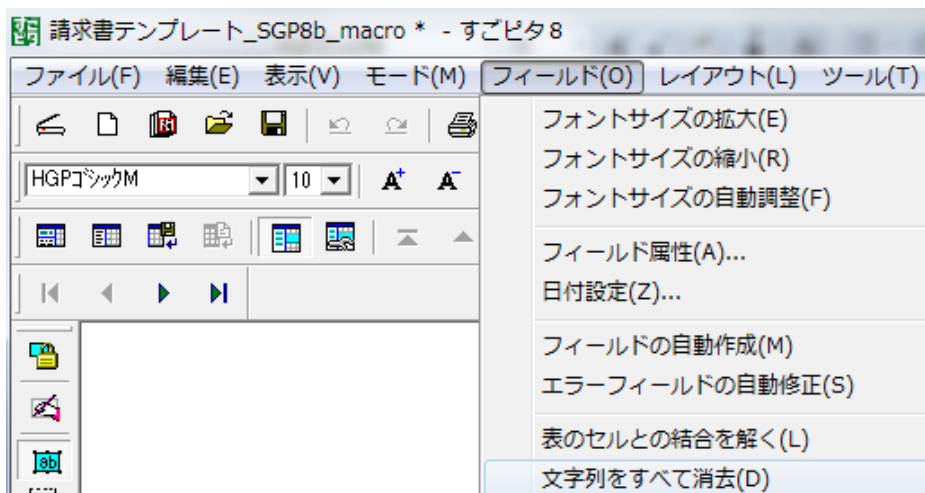 請求書テンプレート_SGP8b_macro * - すごピタ8
ファイル(F) 編集(E) 表示(V) モード(M) フィールド(O) レイアウト(L) ツール(T)
HGPｺﾞｼｯｸM 10 A+ A-
フォントサイズの拡大(E)
フォントサイズの縮小(R)
フォントサイズの自動調整(F)
フィールド属性(A)...
日付設定(Z)...
フィールドの自動作成(M)
エラーフィールドの自動修正(S)
表のセルとの結合を解く(L)
文字列をすべて消去(D)
ab